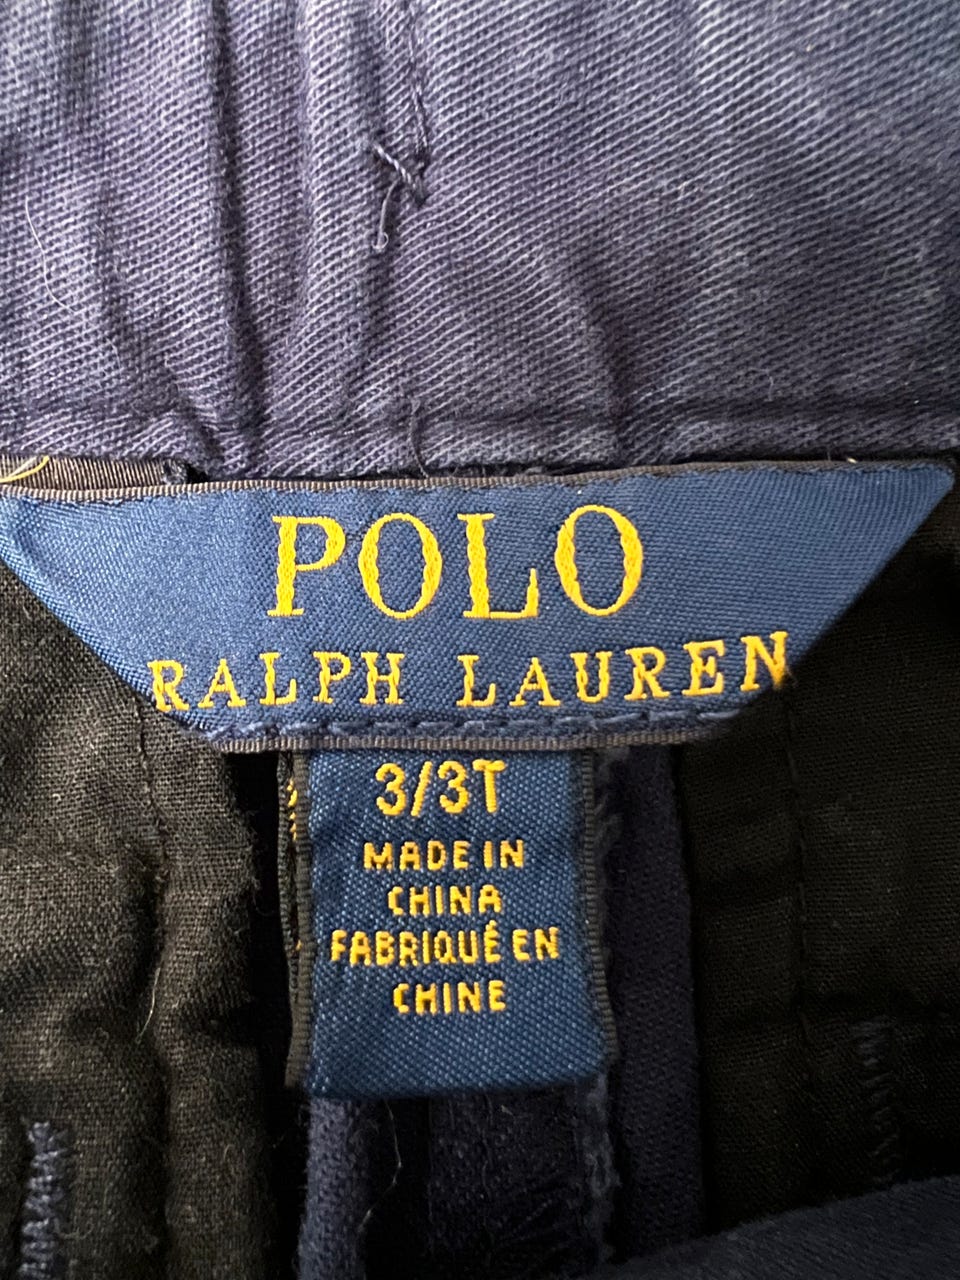 POLO
RALPH LAUREN
3/3T
MADE IN
CHINA
FABRIQUÉ EN
CHINE